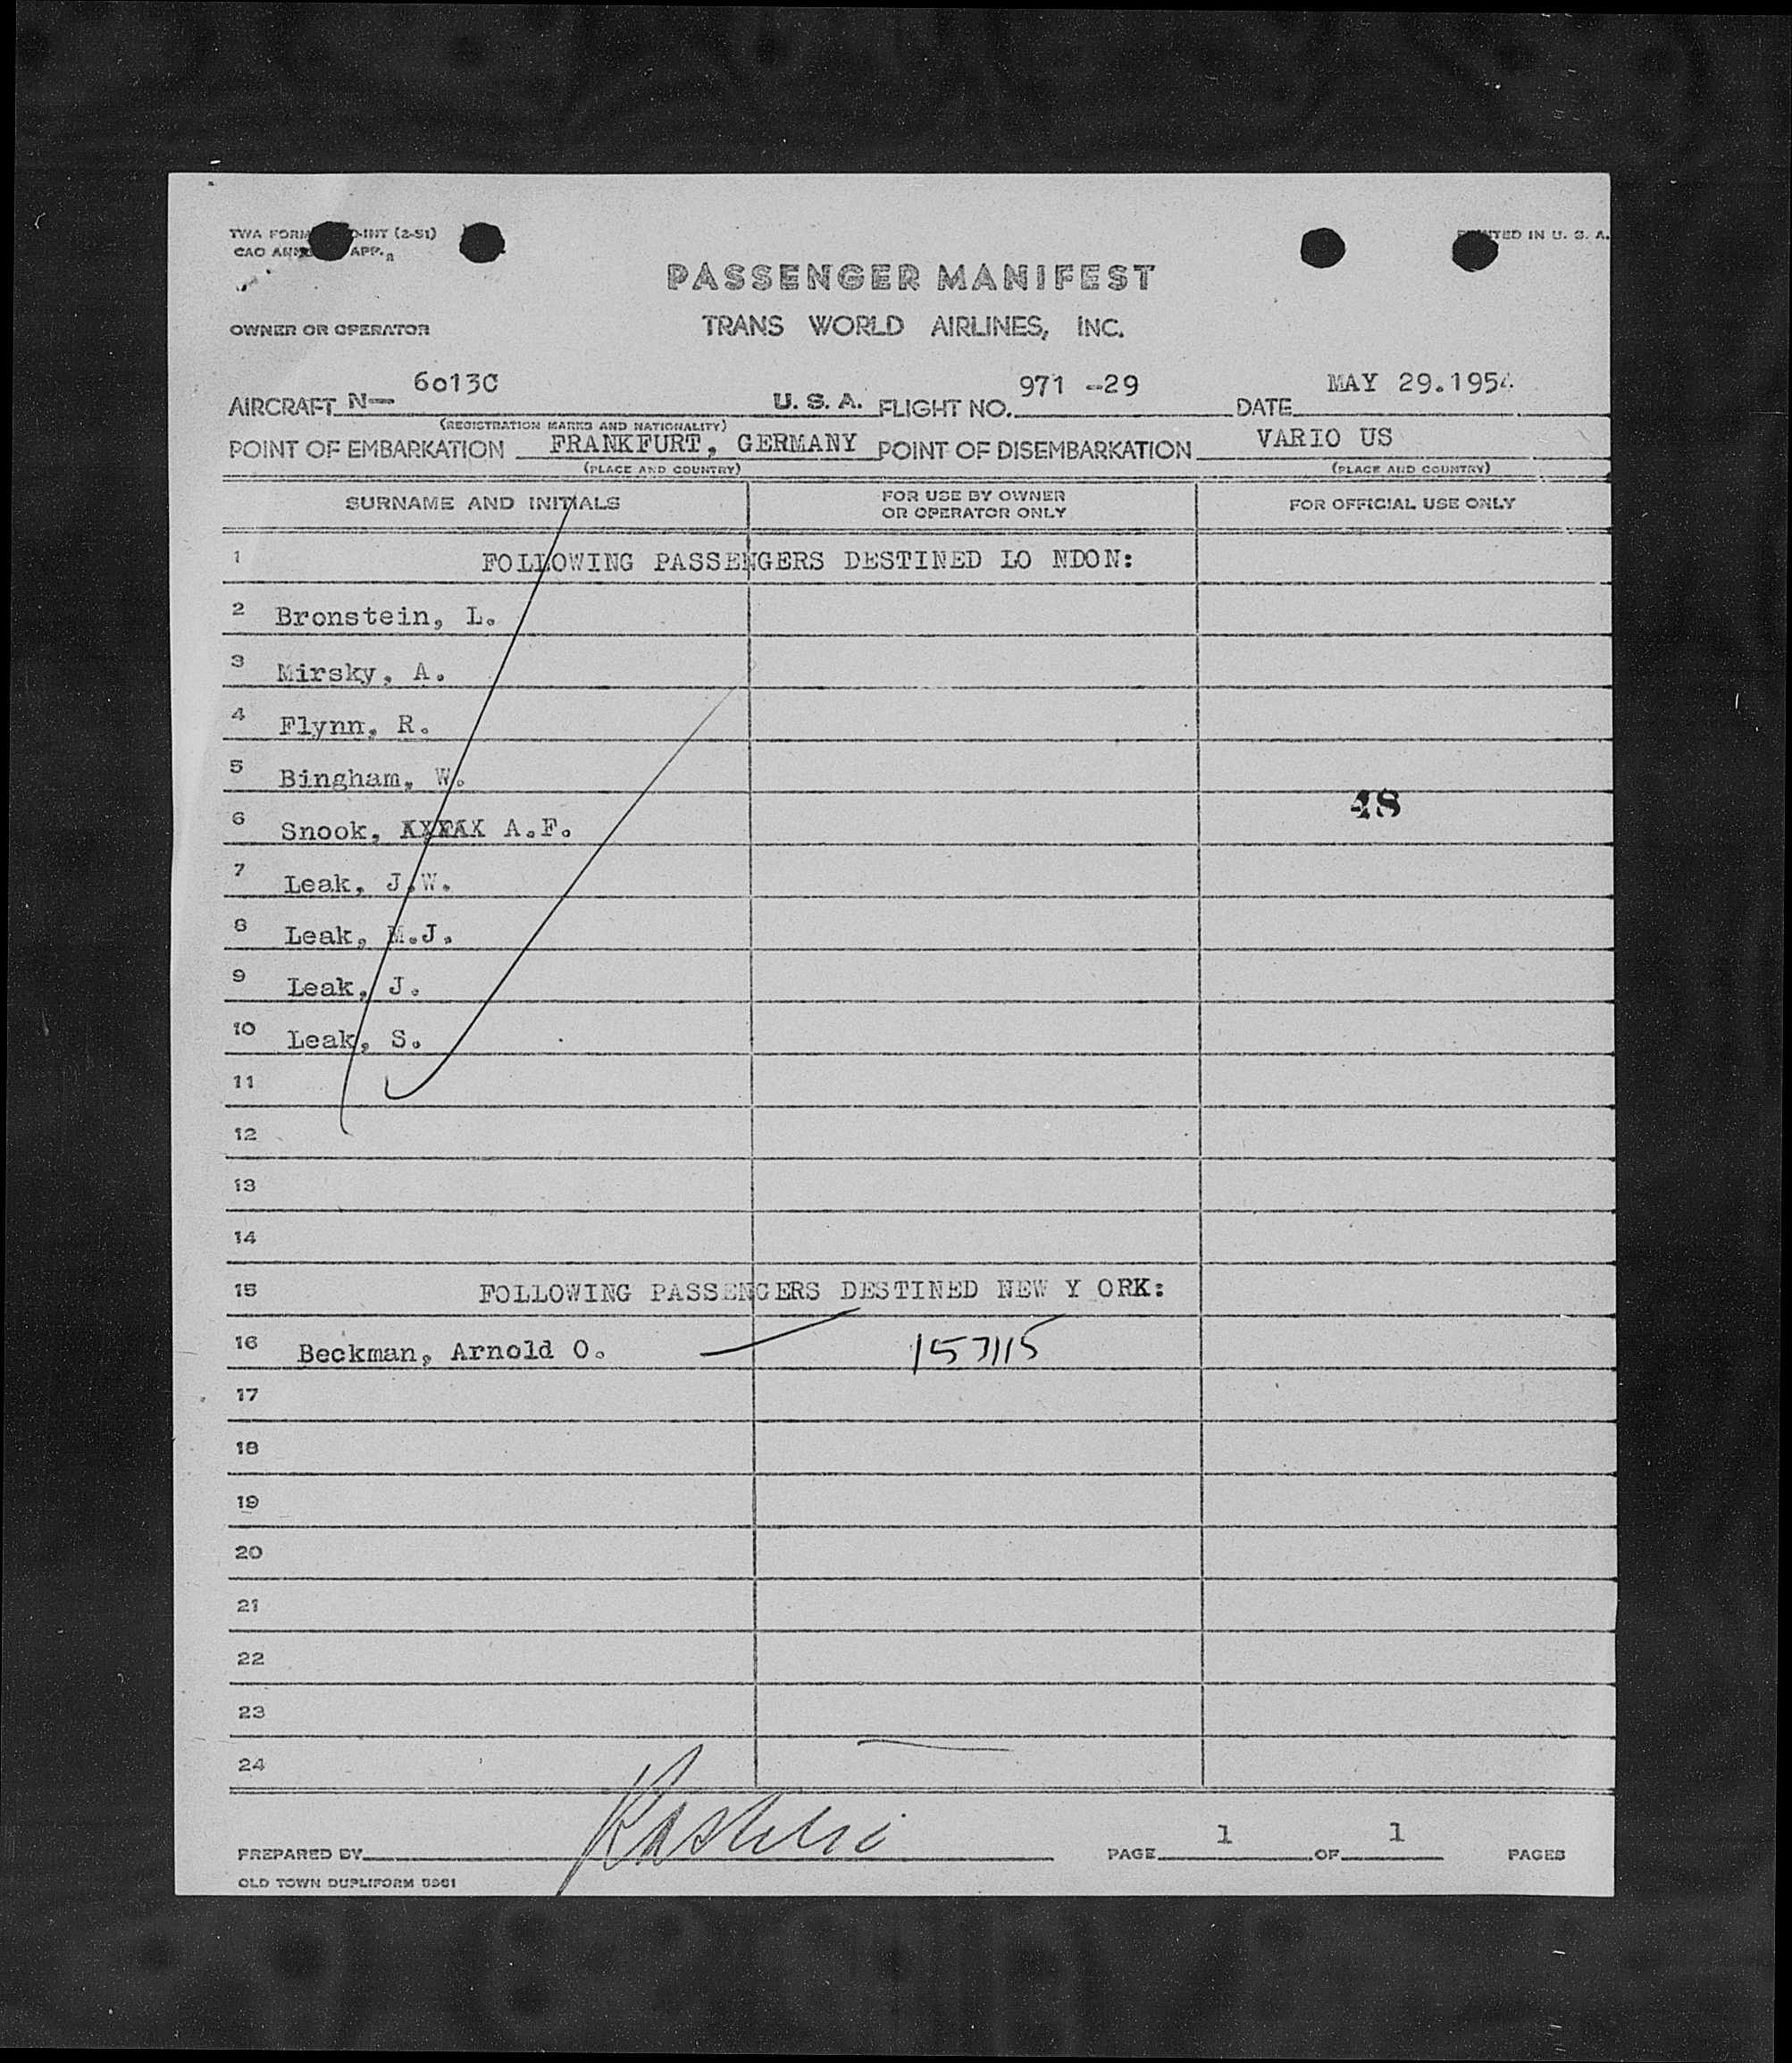 TWA FORM INT (2-51)
PRINTED IN U. S. A.
PASSENGER MANIFEST
OWNER OR OPERATOR
TRANS WORLD AIRLINES, INC.
AIRCRAFT N— 6013C U. S. A. FLIGHT NO. 971 -29 DATE MAY 29.1954
(REGISTRATION MARKS AND NATIONALITY)
POINT OF EMBARKATION FRANKFURT, GERMANY POINT OF DISEMBARKATION VARIO US
(PLACE AND COUNTRY) (PLACE AND COUNTRY)
SURNAME AND INITIALS FOR USE BY OWNER OR OPERATOR ONLY FOR OFFICIAL USE ONLY
1 FOLLOWING PASSENGERS DESTINED LO NDON:
2 Bronstein, L.
3 Mirsky, A.
4 Flynn, R.
5 Bingham, W.
48
6 Snook, A.F.
7 Leak, J.W.
8 Leak, M.J.
9 Leak, J.
10 Leak, S.
11
12
13
14
15 FOLLOWING PASSENGERS DESTINED NEW Y ORK:
16 Beckman, Arnold O. 157115
17
18
19
20
21
22
23
24
PREPARED BY PAGE 1 OF 1 PAGES
OLD TOWN DUPLIFORM